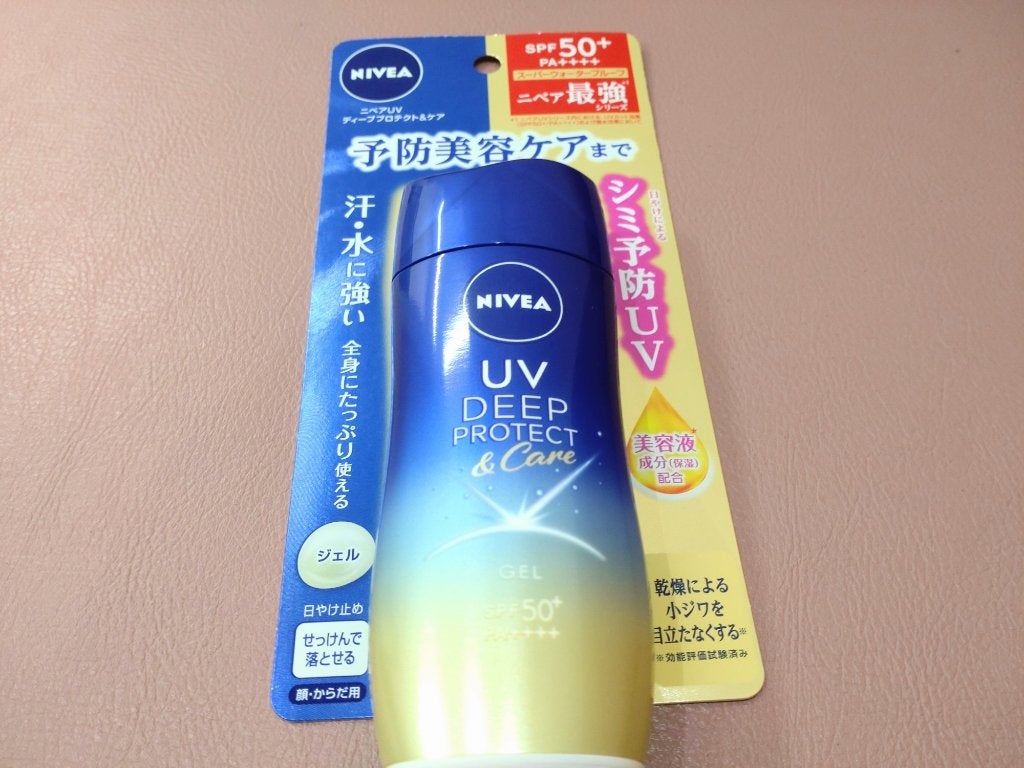 NIVEA
ニベアUV
ディーププロテクト&ケア
SPF50+
PA++++
スーパーウォータープルーフ
ニベア最強*1
シリーズ
予防美容ケアまで
汗・水に強い
全身にたっぷり使える
ジェル
日やけ止め
せっけんで
落とせる
顔・からだ用
日やけによる
シミ予防UV
美容液*
成分(保湿)
配合
乾燥による
小ジワを
目立たなくする※
※効能評価試験済み
NIVEA
UV
DEEP
PROTECT
& Care
GEL
SPF50+
PA++++